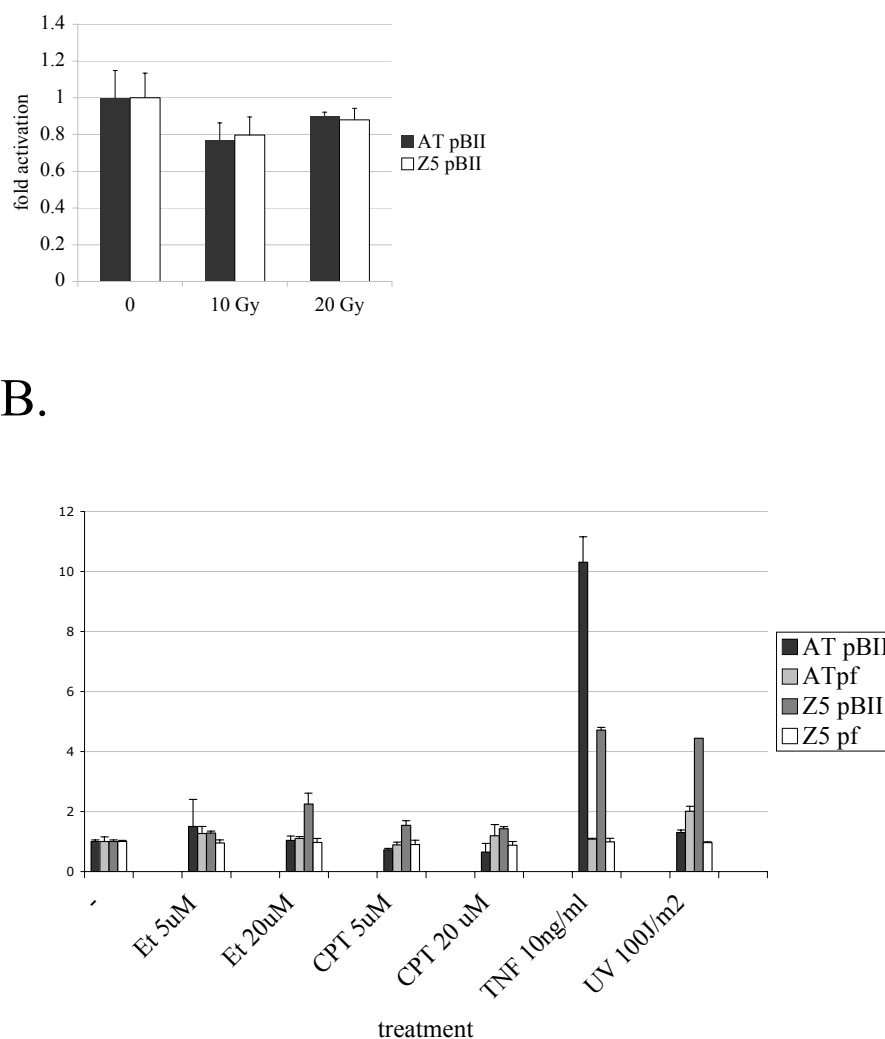 1.4
1.2
1
0.8
0.6
0.4
0.2
0
fold activation
0
10 Gy
20 Gy
AT pBII
Z5 pBII
B.
12
10
8
6
4
2
0
-
Et 5uM
Et 20uM
CPT 5uM
CPT 20 uM
TNF 10ng/ml
UV 100J/m2
treatment
AT pBII
ATpf
Z5 pBII
Z5 pf